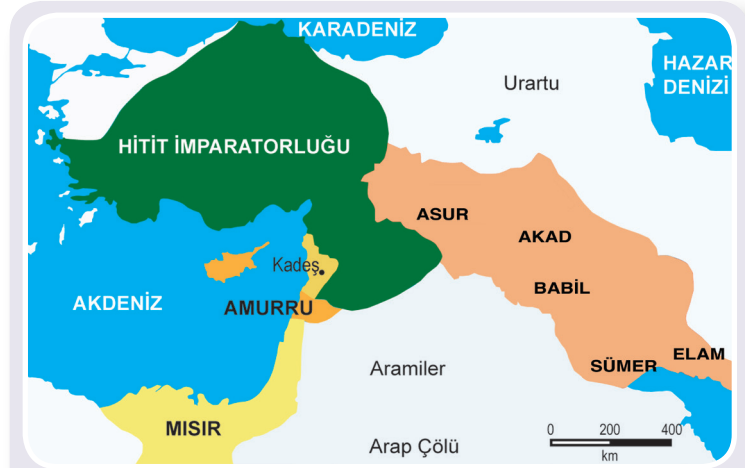 KARADENİZ
HAZAR
DENİZİ
Urartu
HİTİT İMPARATORLUĞU
ASUR
AKAD
Kadeş
BABİL
AKDENİZ
AMURRU
ELAM
SÜMER
Aramiler
MISIR
Arap Çölü
0 200 400
km